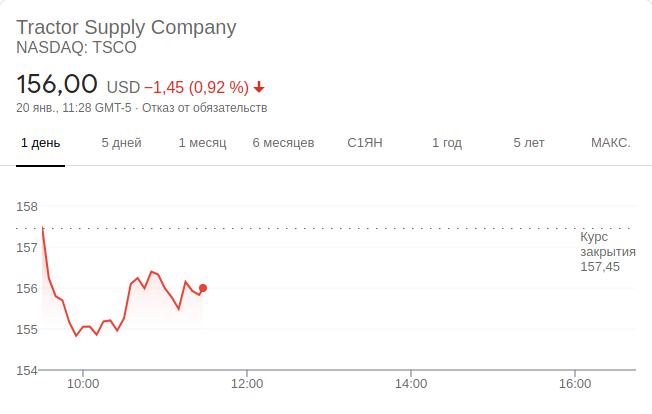 Tractor Supply Company
NASDAQ: TSCO
156,00 USD −1,45 (0,92 %)
20 янв., 11:28 GMT-5 · Отказ от обязательств
1 день 5 дней 1 месяц 6 месяцев С1ЯН 1 год 5 лет МАКС.
158
Курс
закрытия
157,45
157
156
155
154
10:00 12:00 14:00 16:00